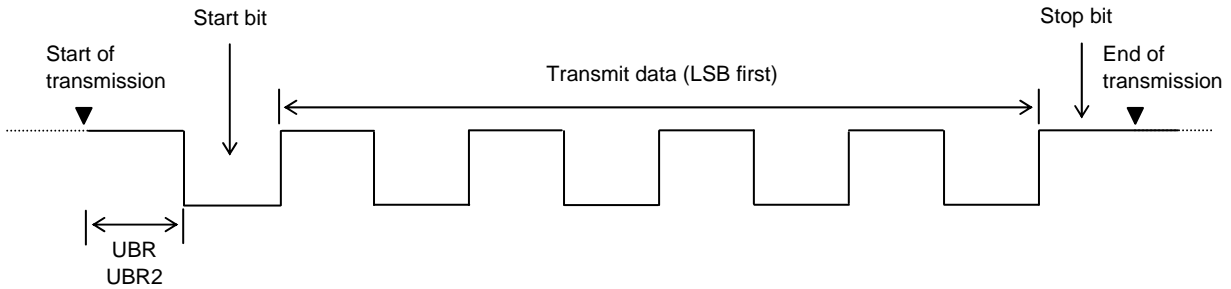 Start bit
Stop bit
Start of
transmission
Transmit data (LSB first)
End of
transmission
UBR
UBR2